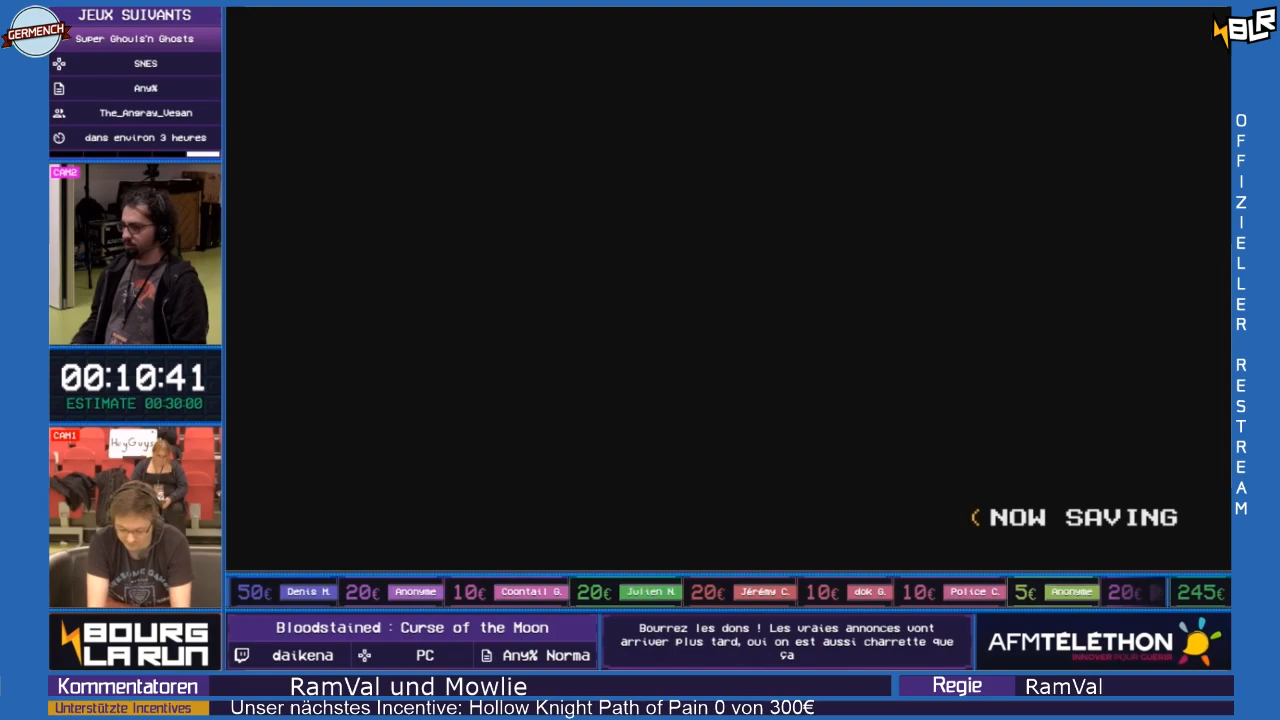 GERMENCH
JEUX SUIVANTS
Super Ghouls'n Ghosts
SNES
Any%
The_Angray_Vegan
dans environ 3 heures
CAM2
00:10:41
ESTIMATE 00:30:00
CAM1
HeyGuys
BOURG
LA RUN
BLR
OFFIZIELLER RESTREAM
NOW SAVING
50€ Denis M. 20€ Anonyme 10€ Coontail G. 20€ Julien N. 20€ Jérémy C. 10€ dok G. 10€ Police C. 5€ Anonyme 20€ 245€
Bloodstained : Curse of the Moon
daikena PC Any% Norma
Bourrez les dons ! Les vraies annonces vont
arriver plus tard, oui on est aussi charrette que
ça
AFMTÉLÉTHON
INNOVER POUR GUÉRIR
Kommentatoren RamVal und Mowlie Regie RamVal
Unterstützte Incentives Unser nächstes Incentive: Hollow Knight Path of Pain 0 von 300€